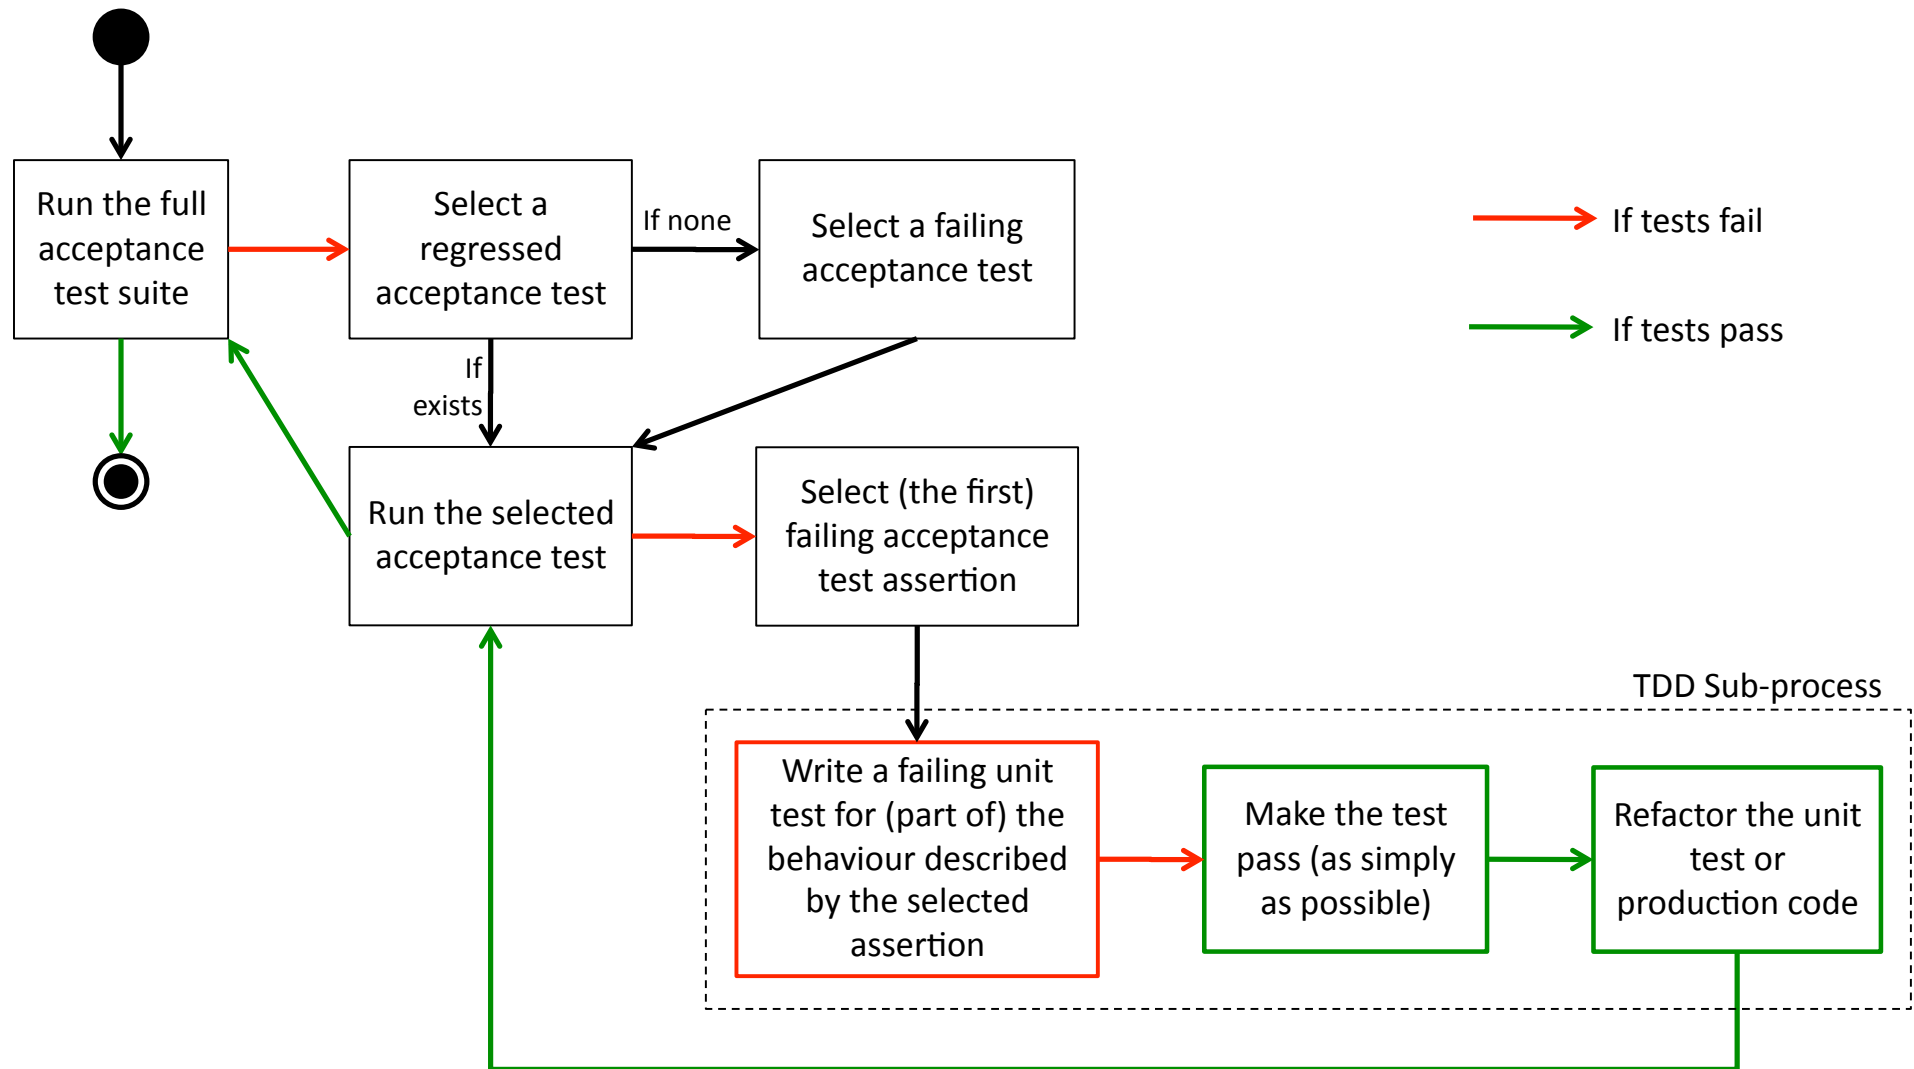 Run the full
acceptance
test suite
Select a
regressed
acceptance test
If none
Select a failing
acceptance test
If tests fail
If tests pass
If
exists
Run the selected
acceptance test
Select (the first)
failing acceptance
test assertion
TDD Sub-process
Write a failing unit
test for (part of) the
behaviour described
by the selected
assertion
Make the test
pass (as simply
as possible)
Refactor the unit
test or
production code